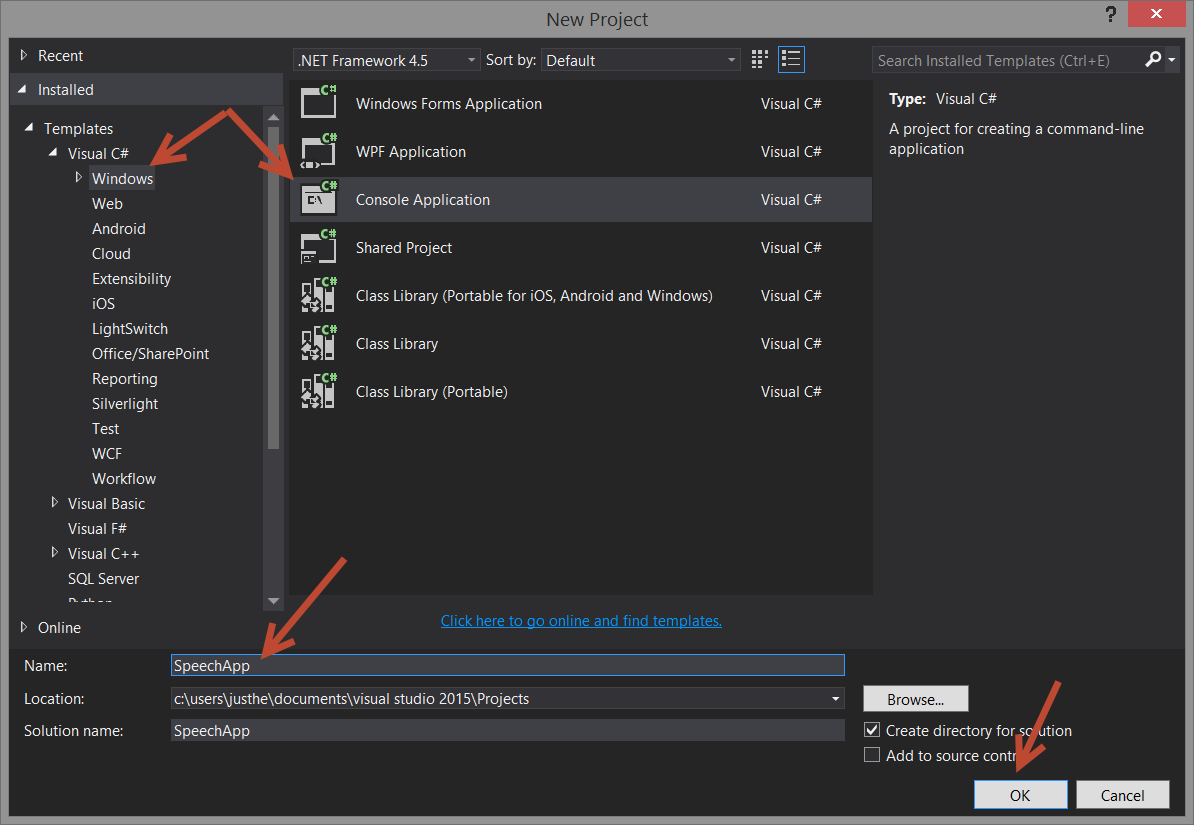 New Project
?
Recent
Installed
.NET Framework 4.5
Sort by:
Default
Search Installed Templates (Ctrl+E)
Templates
Visual C#
Windows
Web
Android
Cloud
Extensibility
iOS
LightSwitch
Office/SharePoint
Reporting
Silverlight
Test
WCF
Workflow
Visual Basic
Visual F#
Visual C++
SQL Server
Python
Online
C# Windows Forms Application Visual C#
C# WPF Application Visual C#
C# C:\ Console Application Visual C#
C# Shared Project Visual C#
C# Class Library (Portable for iOS, Android and Windows) Visual C#
C# Class Library Visual C#
C# Class Library (Portable) Visual C#
Click here to go online and find templates.
Type: Visual C#
A project for creating a command-line
application
Name: SpeechApp
Location: c:\users\justhe\documents\visual studio 2015\Projects
Browse...
Solution name: SpeechApp
Create directory for solution
Add to source contr
OK
Cancel